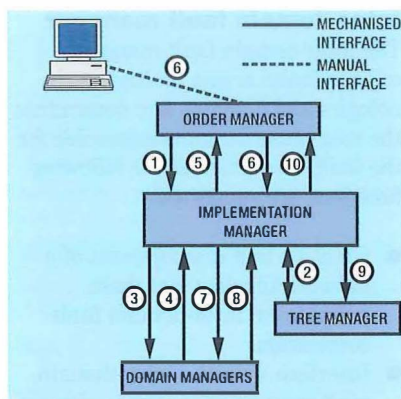 MECHANISED
INTERFACE
MANUAL
INTERFACE
6
ORDER MANAGER
1
5
6
10
IMPLEMENTATION
MANAGER
3
4
7
8
2
9
TREE MANAGER
DOMAIN MANAGERS